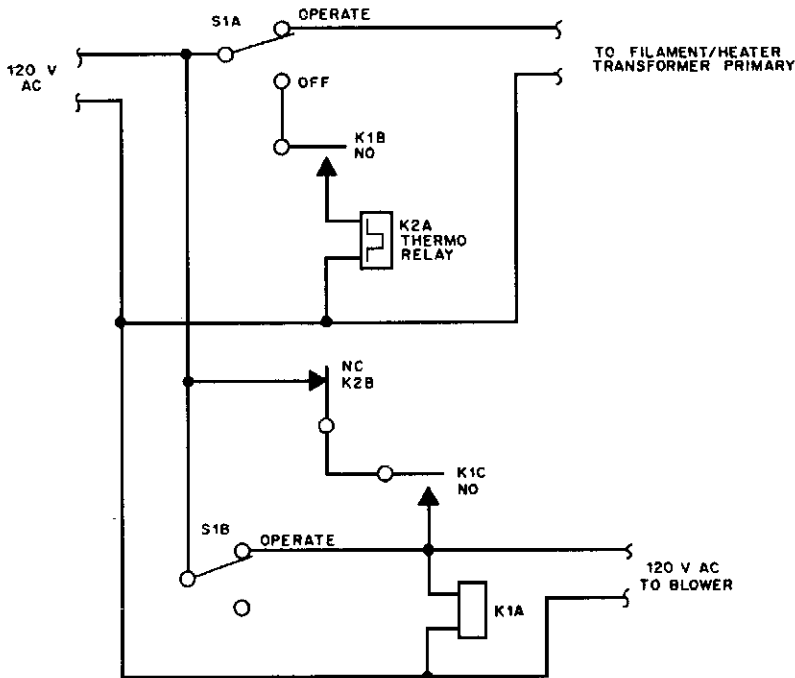 S1A
OPERATE
120 V
AC
TO FILAMENT/HEATER
TRANSFORMER PRIMARY
OFF
K1B
NO
K2A
THERMO
RELAY
NC
K2B
K1C
NO
S1B
OPERATE
120 V AC
TO BLOWER
K1A